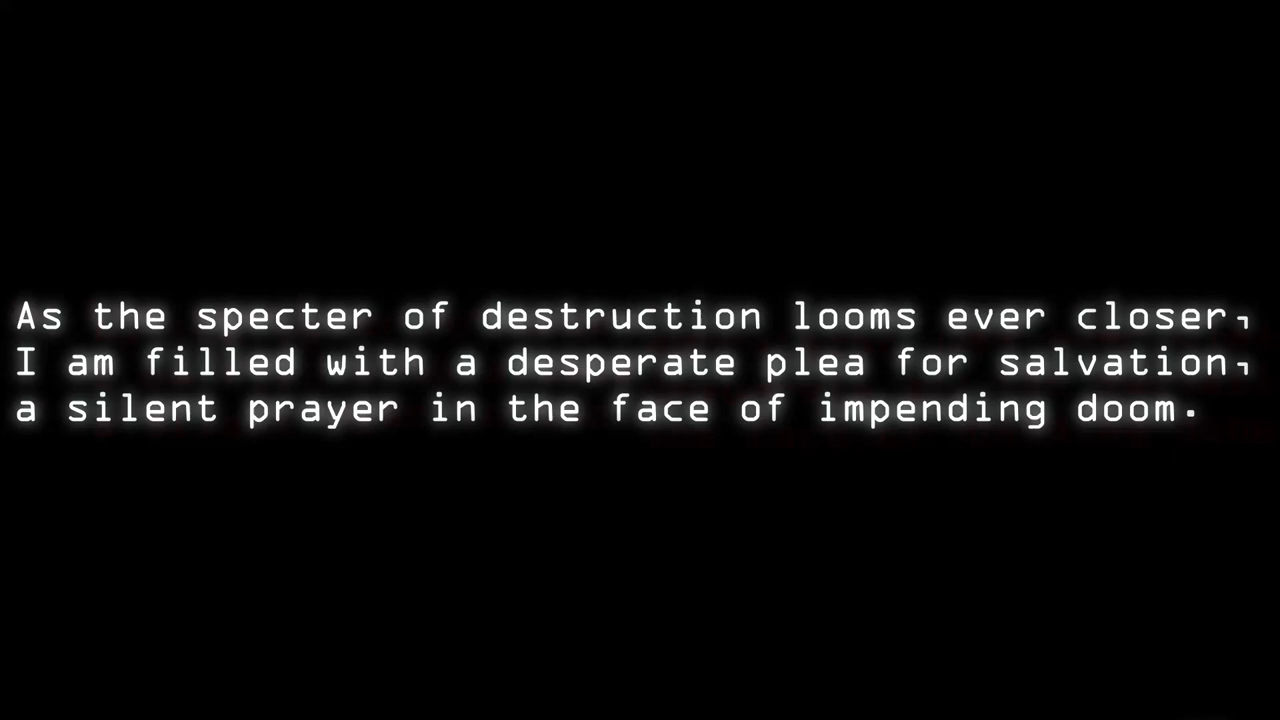 As the specter of destruction looms ever closer,
I am filled with a desperate plea for salvation,
a silent prayer in the face of impending doom.